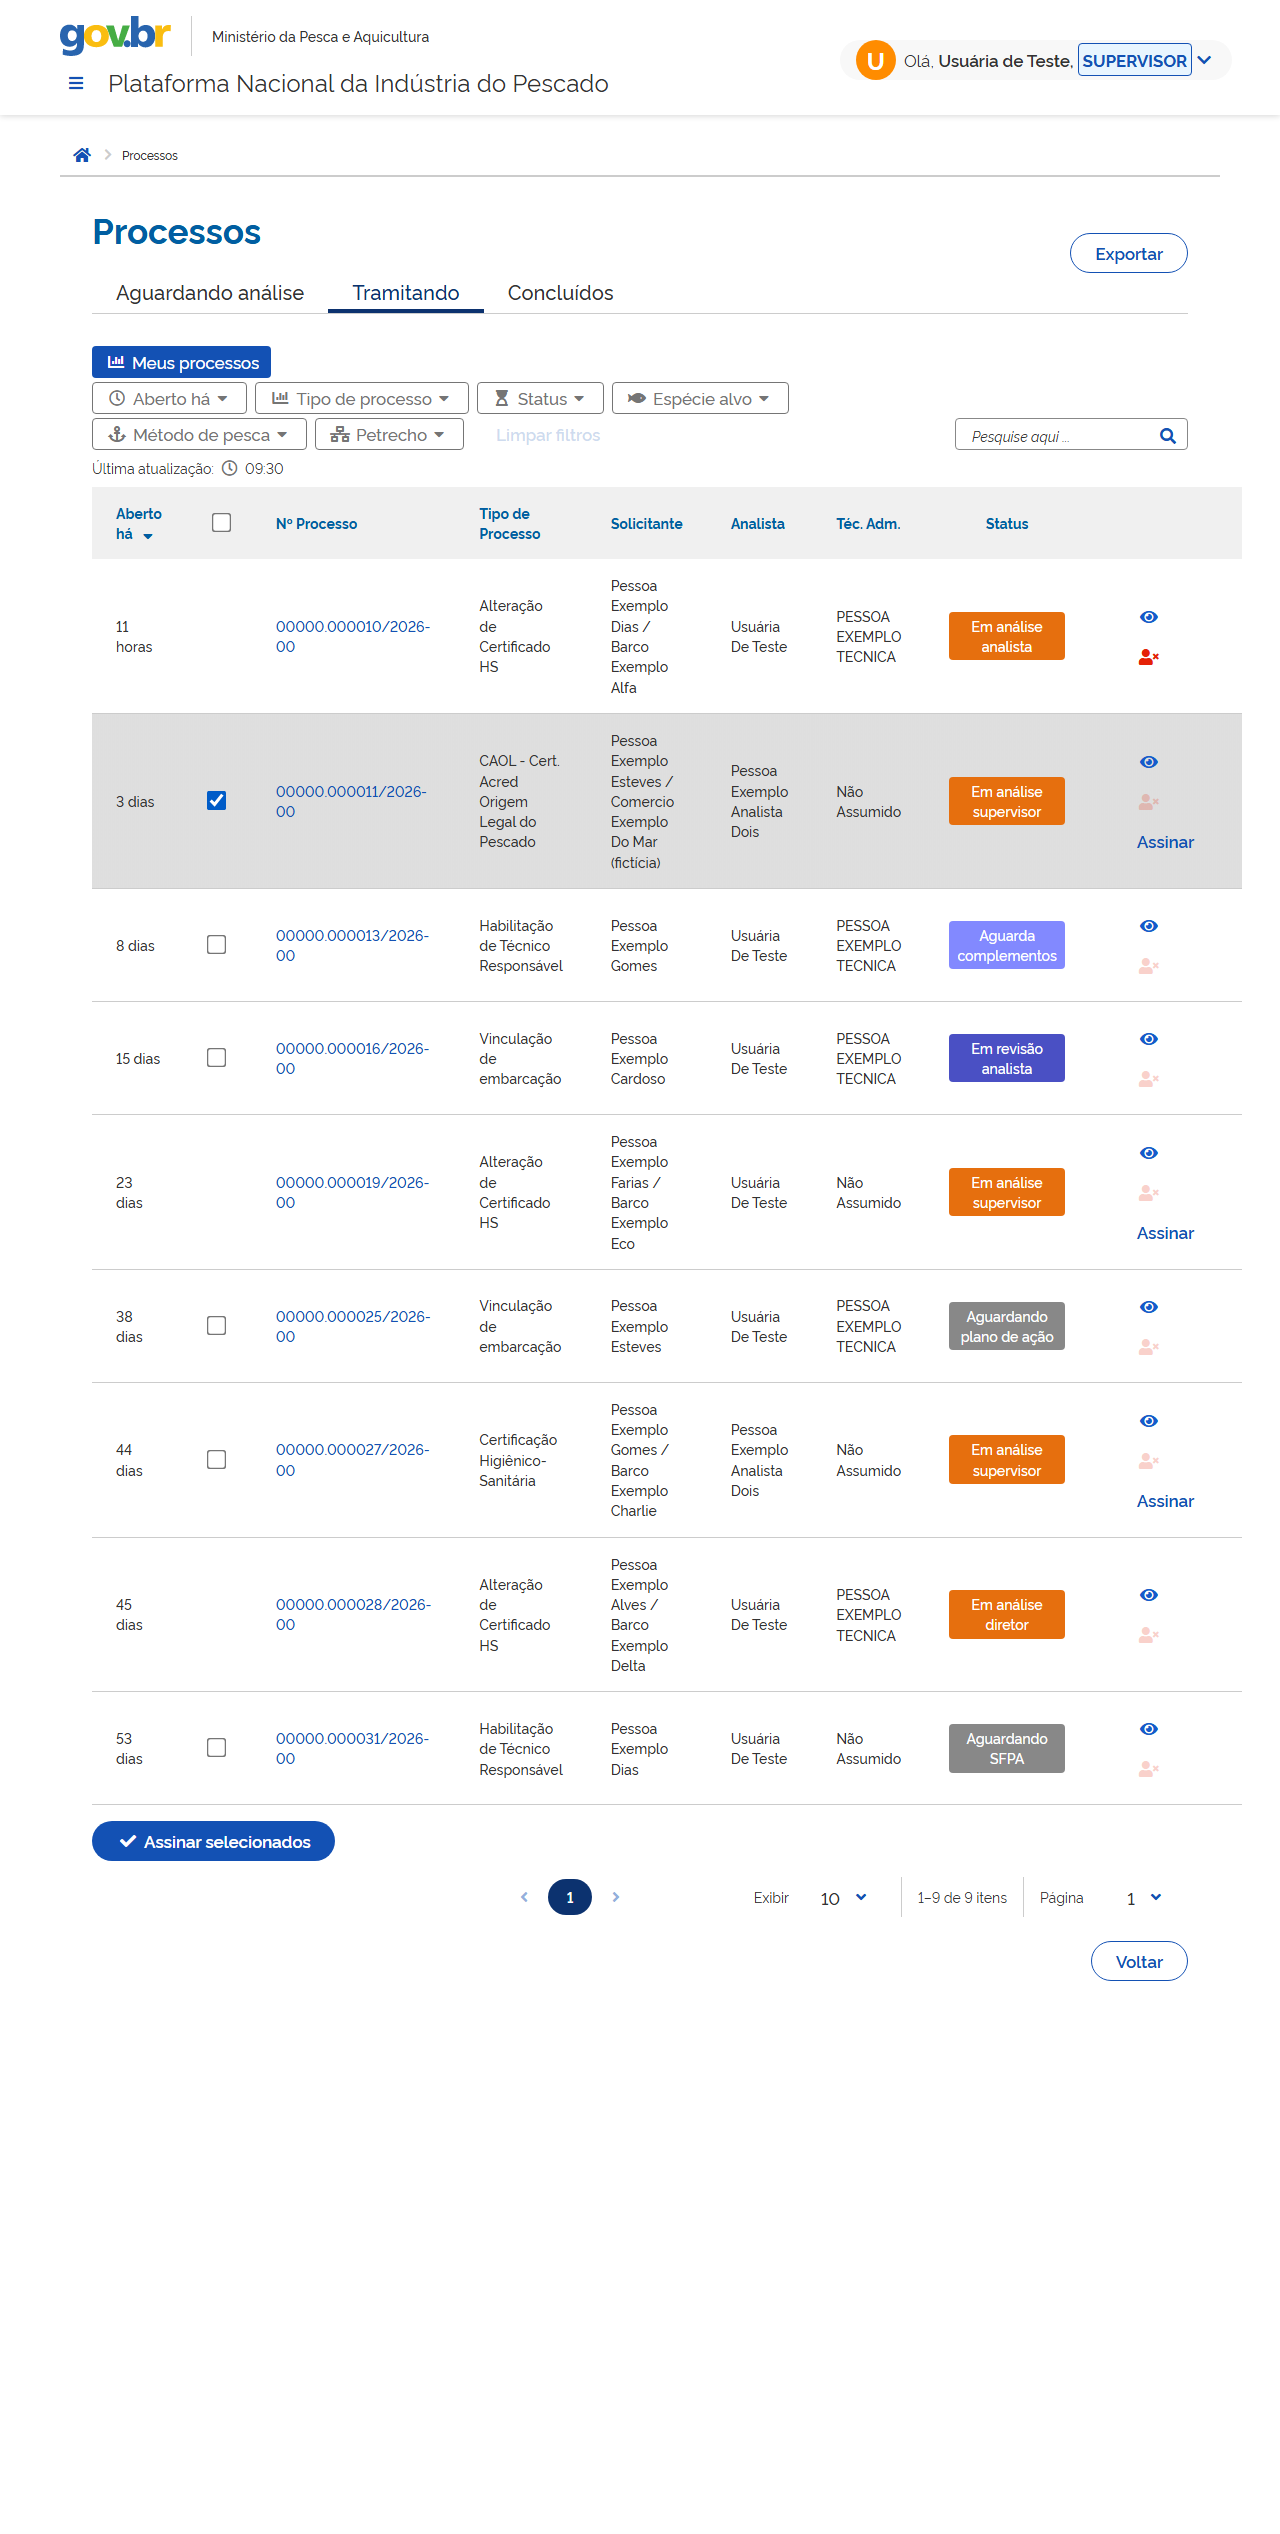 gov.br
Ministério da Pesca e Aquicultura
Plataforma Nacional da Indústria do Pescado
U
Olá, Usuária de Teste, SUPERVISOR
Processos
Processos
Exportar
Aguardando análise
Tramitando
Concluídos
Meus processos
Aberto há
Tipo de processo
Status
Espécie alvo
Método de pesca
Petrecho
Limpar filtros
Pesquise aqui ...
Última atualização: 09:30
Aberto
há
Nº Processo
Tipo de
Processo
Solicitante
Analista
Téc. Adm.
Status
11
horas
00000.000010/2026-
00
Alteração
de
Certificado
HS
Pessoa
Exemplo
Dias /
Barco
Exemplo
Alfa
Usuária
De Teste
PESSOA
EXEMPLO
TECNICA
Em análise
analista
3 dias
00000.000011/2026-
00
CAOL - Cert.
Acred
Origem
Legal do
Pescado
Pessoa
Exemplo
Esteves /
Comercio
Exemplo
Do Mar
(fictícia)
Pessoa
Exemplo
Analista
Dois
Não
Assumido
Em análise
supervisor
Assinar
8 dias
00000.000013/2026-
00
Habilitação
de Técnico
Responsável
Pessoa
Exemplo
Gomes
Usuária
De Teste
PESSOA
EXEMPLO
TECNICA
Aguarda
complementos
15 dias
00000.000016/2026-
00
Vinculação
de
embarcação
Pessoa
Exemplo
Cardoso
Usuária
De Teste
PESSOA
EXEMPLO
TECNICA
Em revisão
analista
23
dias
00000.000019/2026-
00
Alteração
de
Certificado
HS
Pessoa
Exemplo
Farias /
Barco
Exemplo
Eco
Usuária
De Teste
Não
Assumido
Em análise
supervisor
Assinar
38
dias
00000.000025/2026-
00
Vinculação
de
embarcação
Pessoa
Exemplo
Esteves
Usuária
De Teste
PESSOA
EXEMPLO
TECNICA
Aguardando
plano de ação
44
dias
00000.000027/2026-
00
Certificação
Higiênico-
Sanitária
Pessoa
Exemplo
Gomes /
Barco
Exemplo
Charlie
Pessoa
Exemplo
Analista
Dois
Não
Assumido
Em análise
supervisor
Assinar
45
dias
00000.000028/2026-
00
Alteração
de
Certificado
HS
Pessoa
Exemplo
Alves /
Barco
Exemplo
Delta
Usuária
De Teste
PESSOA
EXEMPLO
TECNICA
Em análise
diretor
53
dias
00000.000031/2026-
00
Habilitação
de Técnico
Responsável
Pessoa
Exemplo
Dias
Usuária
De Teste
Não
Assumido
Aguardando
SFPA
Assinar selecionados
1
Exibir
10
1–9 de 9 itens
Página
1
Voltar